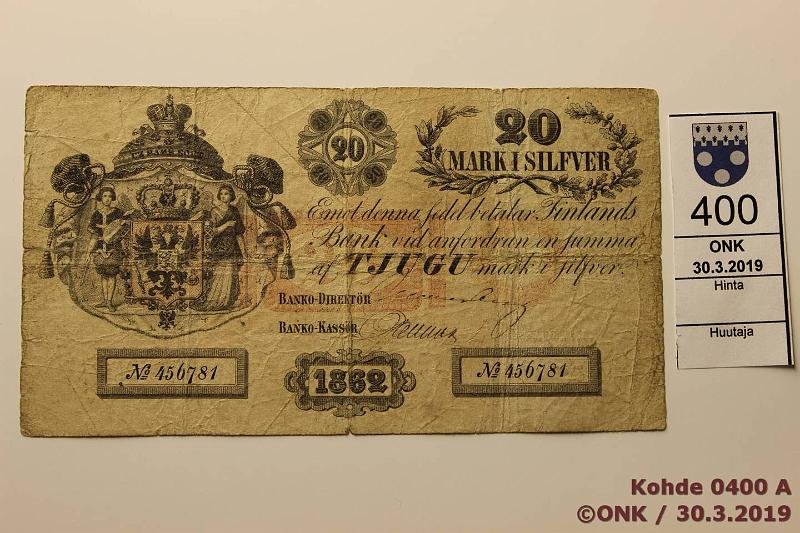 20
20
MARK I SILFVER
Emot denna sedel betalar Finlands
Bank vid anfordran en summa
af TJUGU mark i silfver.
BANKO-DIREKTÖR
BANKO-KASSÖR
№ 456781
1862
№ 456781
400
ONK
30.3.2019
Hinta
Huutaja
Kohde 0400 A
©ONK / 30.3.2019